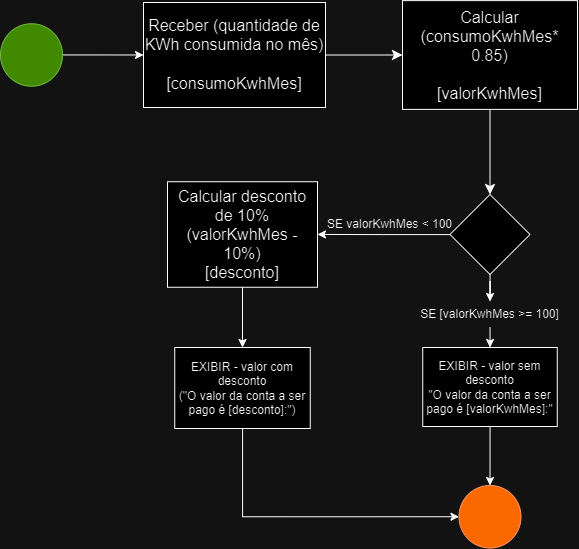 Receber (quantidade de
KWh consumida no mês)
[consumoKwhMes]
Calcular
(consumoKwhMes*
0.85)
[valorKwhMes]
SE valorKwhMes < 100
Calcular desconto
de 10%
(valorKwhMes -
10%)
[desconto]
SE [valorKwhMes >= 100]
EXIBIR - valor com
desconto
("O valor da conta a ser
pago é [desconto]:")
EXIBIR - valor sem
desconto
"O valor da conta a ser
pago é [valorKwhMes]:"